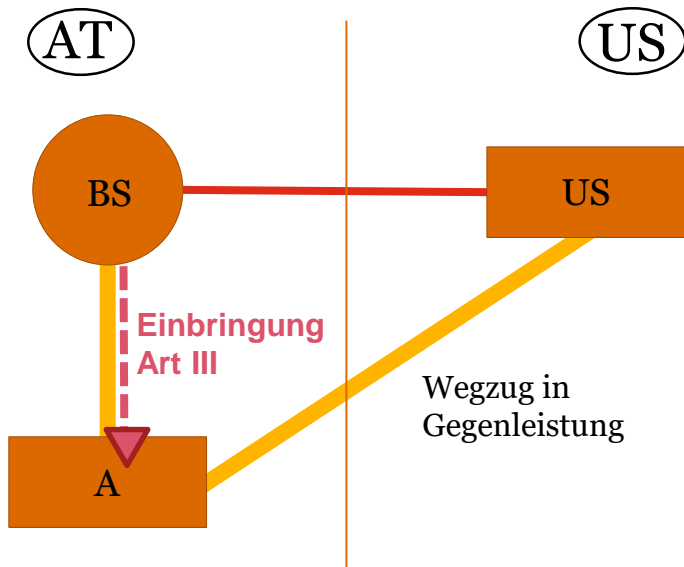 AT
US
BS
US
Einbringung
Art III
Wegzug in
Gegenleistung
A